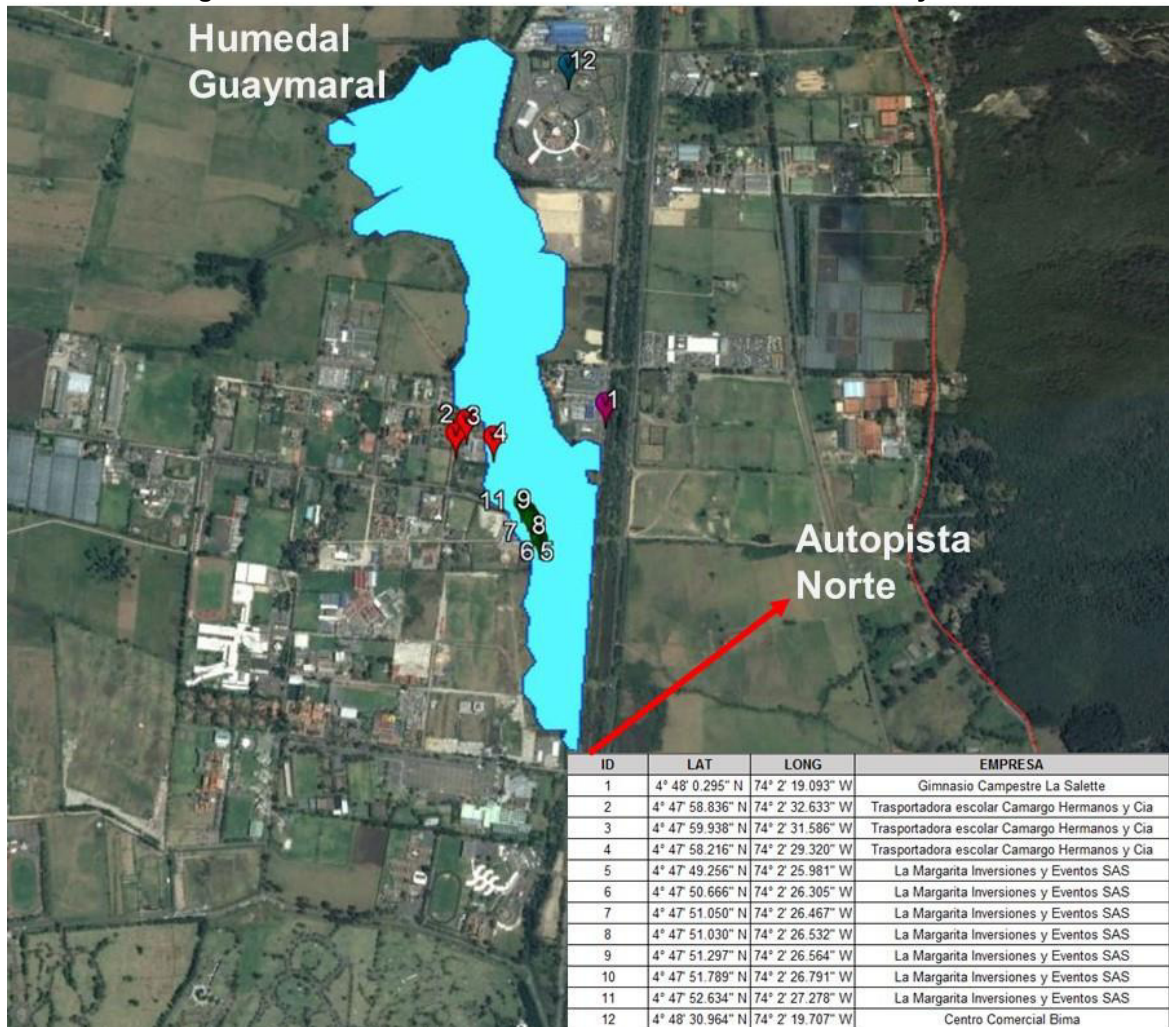 Humedal
Guaymaral
12
1
2
3
4
11
9
7
8
6
5
Autopista
Norte
ID LAT LONG EMPRESA
1 4° 48' 0.295" N 74° 2' 19.093" W Gimnasio Campestre La Salette
2 4° 47' 58.836" N 74° 2' 32.633" W Trasportadora escolar Camargo Hermanos y Cia
3 4° 47' 59.938" N 74° 2' 31.586" W Trasportadora escolar Camargo Hermanos y Cia
4 4° 47' 58.216" N 74° 2' 29.320" W Trasportadora escolar Camargo Hermanos y Cia
5 4° 47' 49.256" N 74° 2' 25.981" W La Margarita Inversiones y Eventos SAS
6 4° 47' 50.666" N 74° 2' 26.305" W La Margarita Inversiones y Eventos SAS
7 4° 47' 51.050" N 74° 2' 26.467" W La Margarita Inversiones y Eventos SAS
8 4° 47' 51.030" N 74° 2' 26.532" W La Margarita Inversiones y Eventos SAS
9 4° 47' 51.297" N 74° 2' 26.564" W La Margarita Inversiones y Eventos SAS
10 4° 47' 51.789" N 74° 2' 26.791" W La Margarita Inversiones y Eventos SAS
11 4° 47' 52.634" N 74° 2' 27.278" W La Margarita Inversiones y Eventos SAS
12 4° 48' 30.964" N 74° 2' 19.707" W Centro Comercial Bima